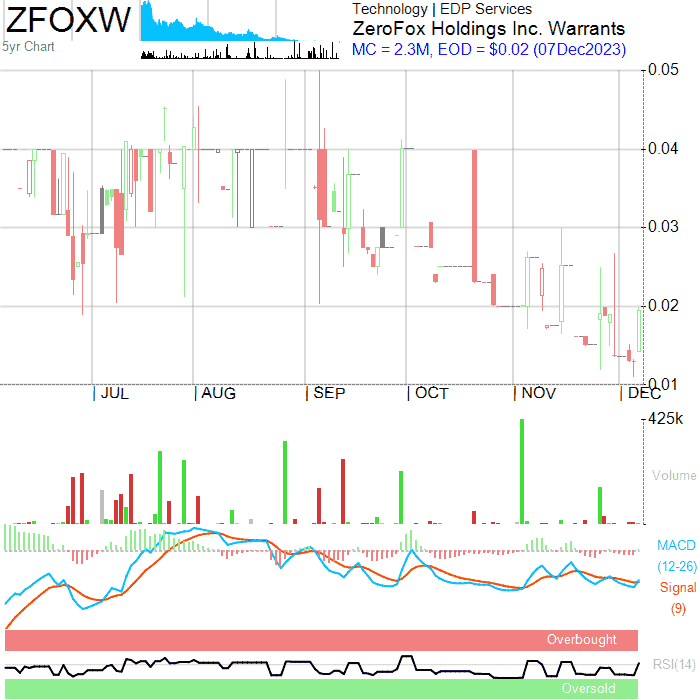 ZFOXW
5yr Chart
Technology | EDP Services
ZeroFox Holdings Inc. Warrants
MC = 2.3M, EOD = $0.02 (07Dec2023)
0.05
0.04
0.03
0.02
0.01
| JUL | AUG | SEP | OCT | NOV | DEC
425k
Volume
MACD
(12-26)
Signal
(9)
Overbought
RSI(14)
Oversold